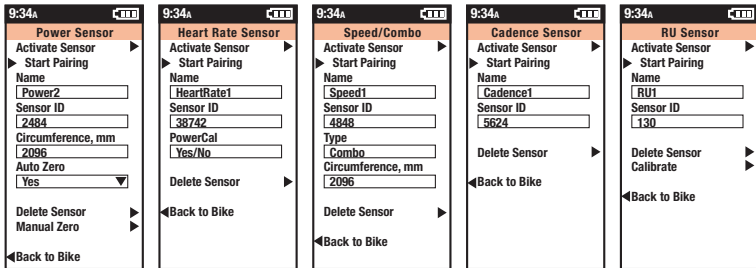 9:34A
Power Sensor
Activate Sensor
Start Pairing
Name
Power2
Sensor ID
2484
Circumference, mm
2096
Auto Zero
Yes
Delete Sensor
Manual Zero
Back to Bike
9:34A
Heart Rate Sensor
Activate Sensor
Start Pairing
Name
HeartRate1
Sensor ID
38742
PowerCal
Yes/No
Delete Sensor
Back to Bike
9:34A
Speed/Combo
Activate Sensor
Start Pairing
Name
Speed1
Sensor ID
4848
Type
Combo
Circumference, mm
2096
Delete Sensor
Back to Bike
9:34A
Cadence Sensor
Activate Sensor
Start Pairing
Name
Cadence1
Sensor ID
5624
Delete Sensor
Back to Bike
9:34A
RU Sensor
Activate Sensor
Start Pairing
Name
RU1
Sensor ID
130
Delete Sensor
Calibrate
Back to Bike